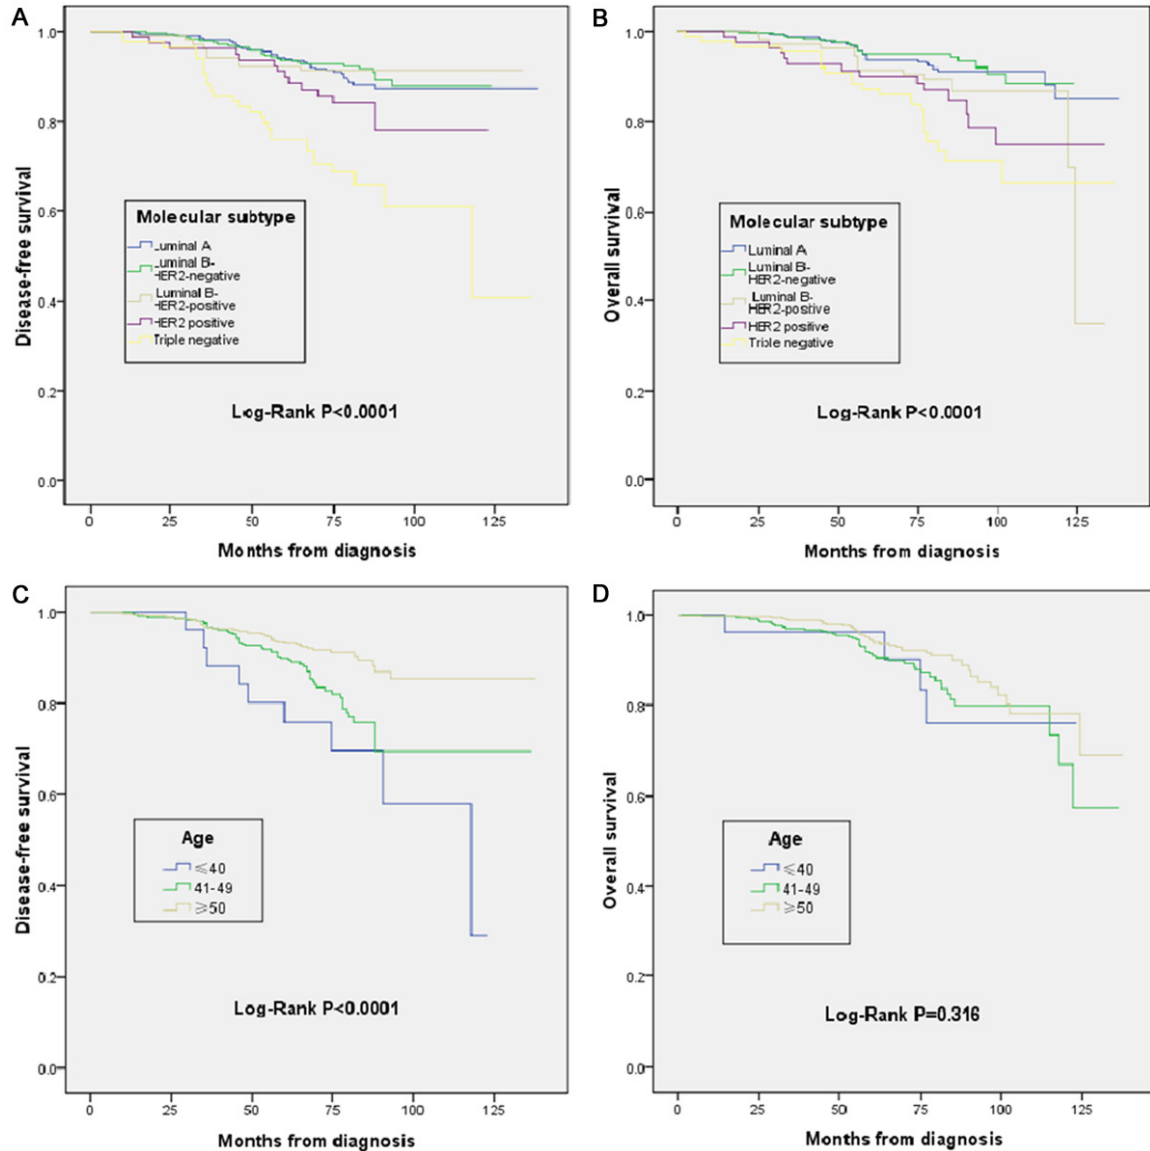 A
1.0
0.8
0.6
0.4
0.2
0.0
Disease-free survival
Molecular subtype
Luminal A
Luminal B-
HER2-negative
Luminal B-
HER2-positive
HER2 positive
Triple negative
Log-Rank P<0.0001
0 25 50 75 100 125
Months from diagnosis
B
1.0
0.8
0.6
0.4
0.2
0.0
Overall survival
Molecular subtype
Luminal A
Luminal B-
HER2-negative
Luminal B-
HER2-positive
HER2 positive
Triple negative
Log-Rank P<0.0001
0 25 50 75 100 125
Months from diagnosis
C
1.0
0.8
0.6
0.4
0.2
0.0
Disease-free survival
Age
≤40
41-49
≥50
Log-Rank P<0.0001
0 25 50 75 100 125
Months from diagnosis
D
1.0
0.8
0.6
0.4
0.2
0.0
Overall survival
Age
≤40
41-49
≥50
Log-Rank P=0.316
0 25 50 75 100 125
Months from diagnosis